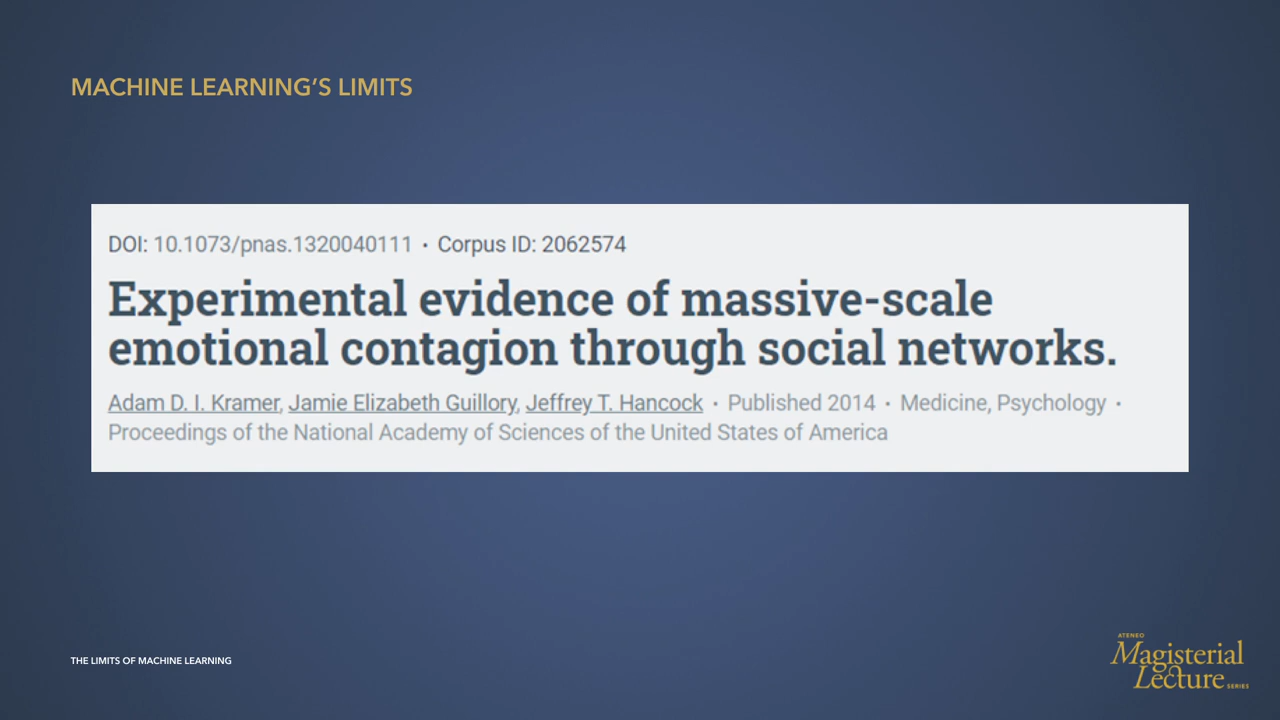 MACHINE LEARNING'S LIMITS
DOI: 10.1073/pnas.1320040111 · Corpus ID: 2062574
Experimental evidence of massive-scale
emotional contagion through social networks.
Adam D. I. Kramer, Jamie Elizabeth Guillory, Jeffrey T. Hancock · Published 2014 · Medicine, Psychology ·
Proceedings of the National Academy of Sciences of the United States of America
THE LIMITS OF MACHINE LEARNING
ATENEO
Magisterial
Lecture SERIES